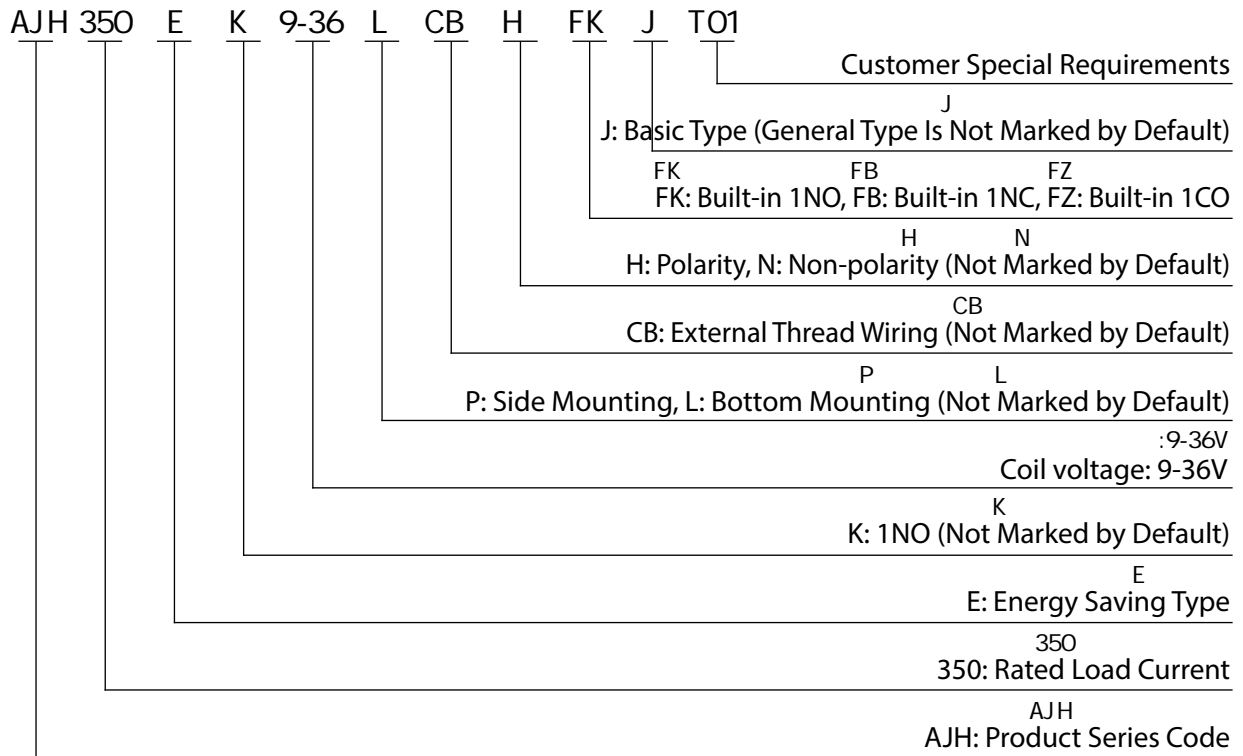 AJH 350 E K 9-36 L CB H FK J T01
Customer Special Requirements
J
J: Basic Type (General Type Is Not Marked by Default)
FK FB FZ
FK: Built-in 1NO, FB: Built-in 1NC, FZ: Built-in 1CO
H N
H: Polarity, N: Non-polarity (Not Marked by Default)
CB
CB: External Thread Wiring (Not Marked by Default)
P L
P: Side Mounting, L: Bottom Mounting (Not Marked by Default)
:9-36V
Coil voltage: 9-36V
K
K: 1NO (Not Marked by Default)
E
E: Energy Saving Type
350
350: Rated Load Current
AJH
AJH: Product Series Code